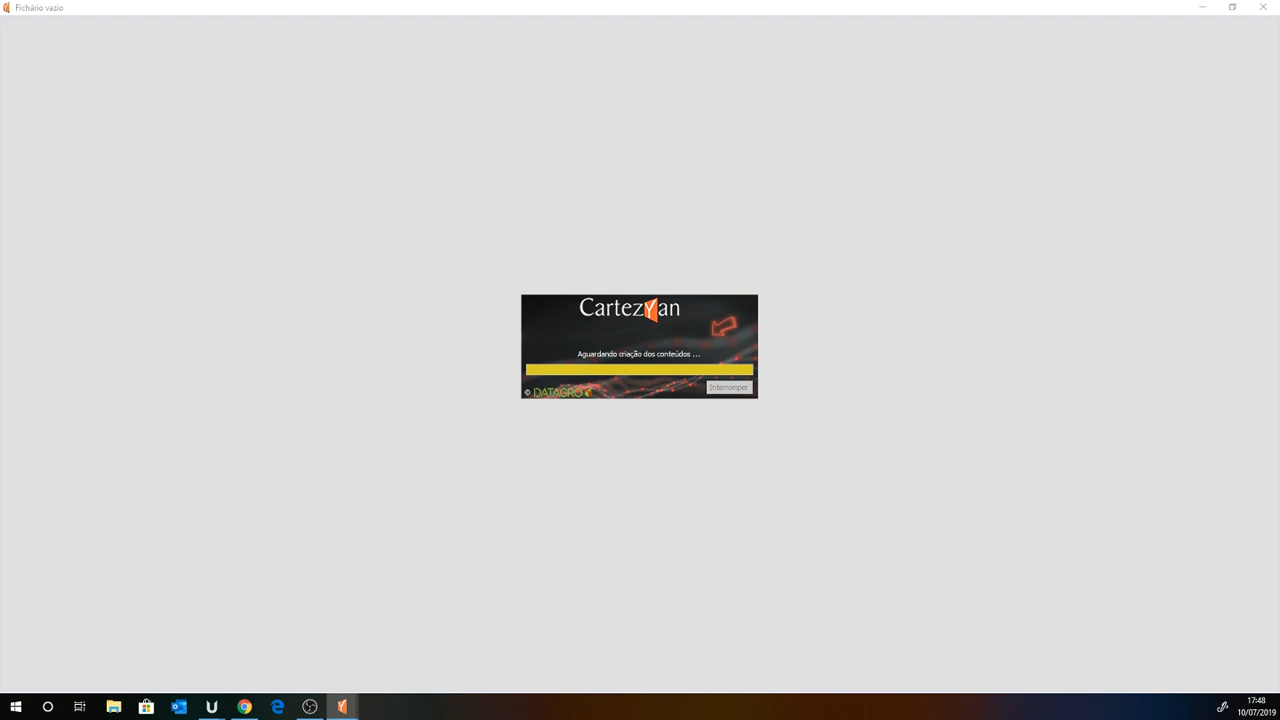 Fichário vazio
CartezYan
Aguardando criação dos conteúdos ...
© DATAGRO
Interromper
17:48
10/07/2019